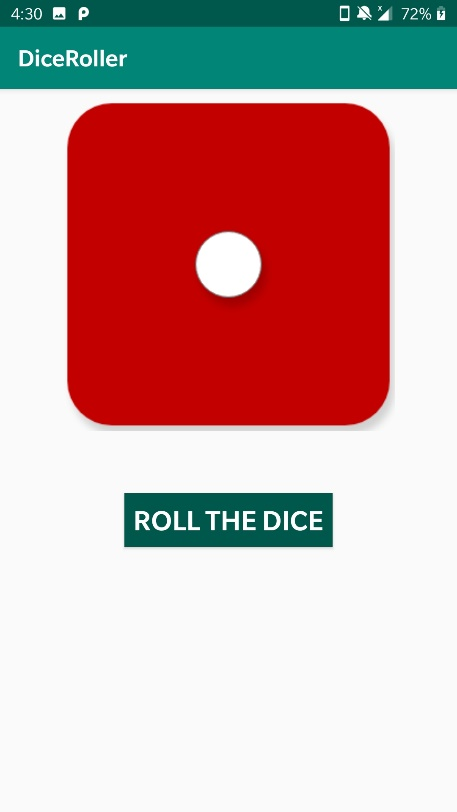 4:30 72%
DiceRoller
ROLL THE DICE